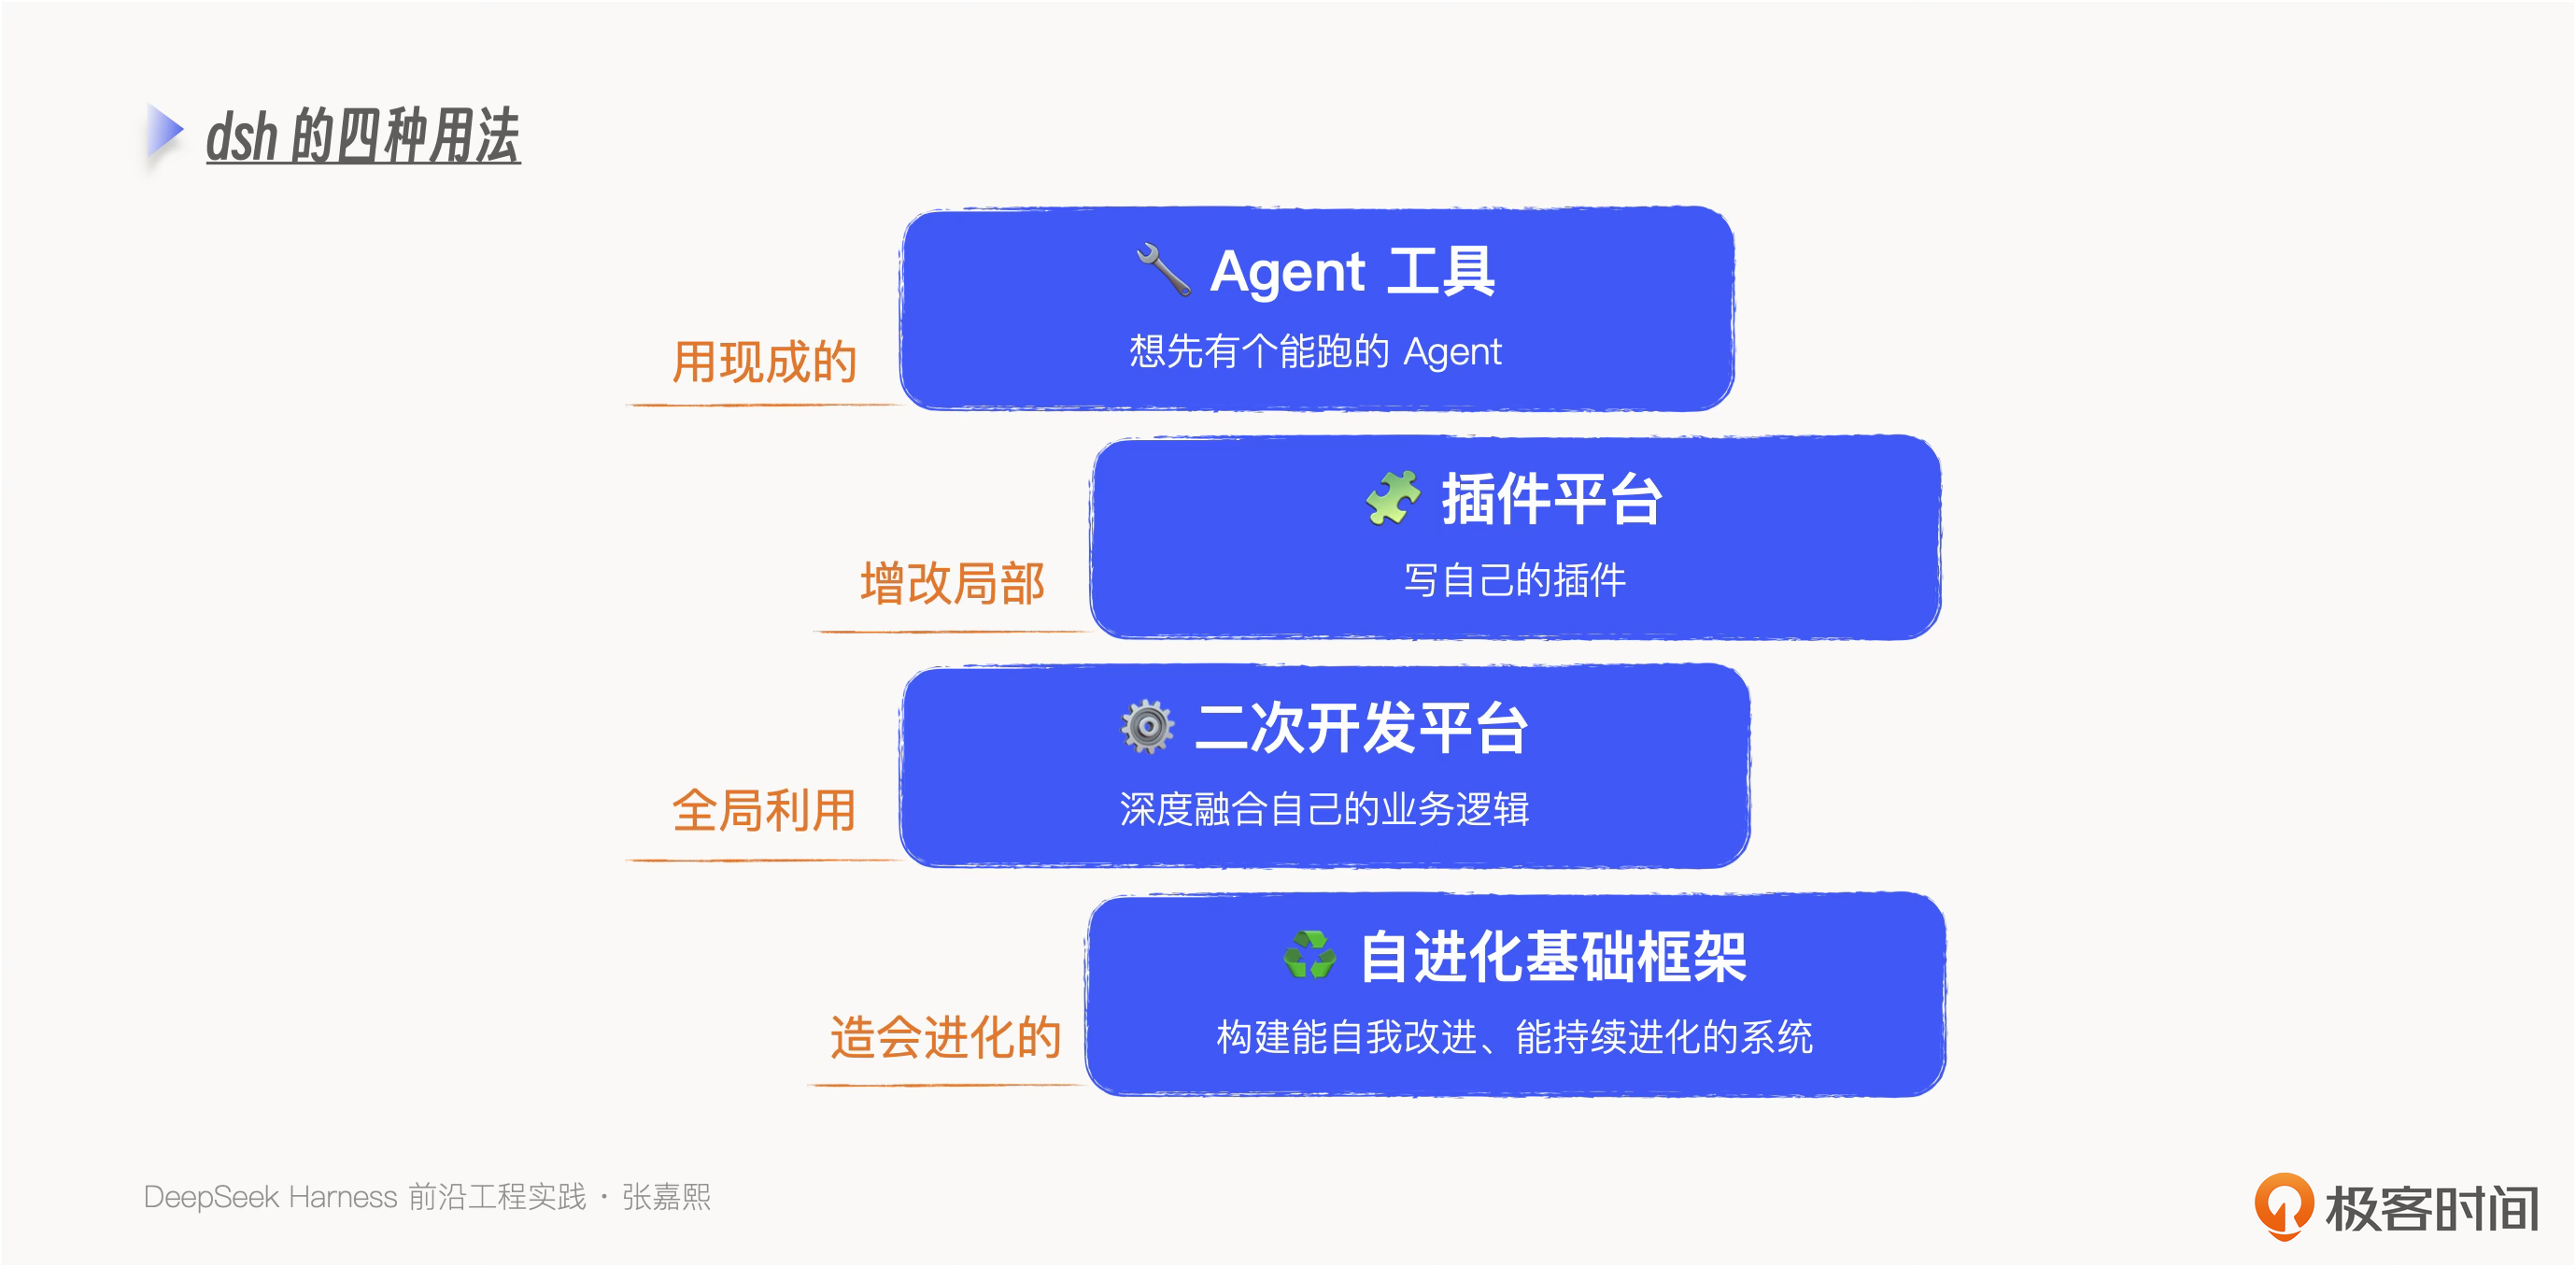 dsh 的四种用法
Agent 工具
想先有个能跑的 Agent
用现成的
插件平台
写自己的插件
增改局部
二次开发平台
深度融合自己的业务逻辑
全局利用
自进化基础框架
构建能自我改进、能持续进化的系统
造会进化的
DeepSeek Harness 前沿工程实践 · 张嘉熙
极客时间